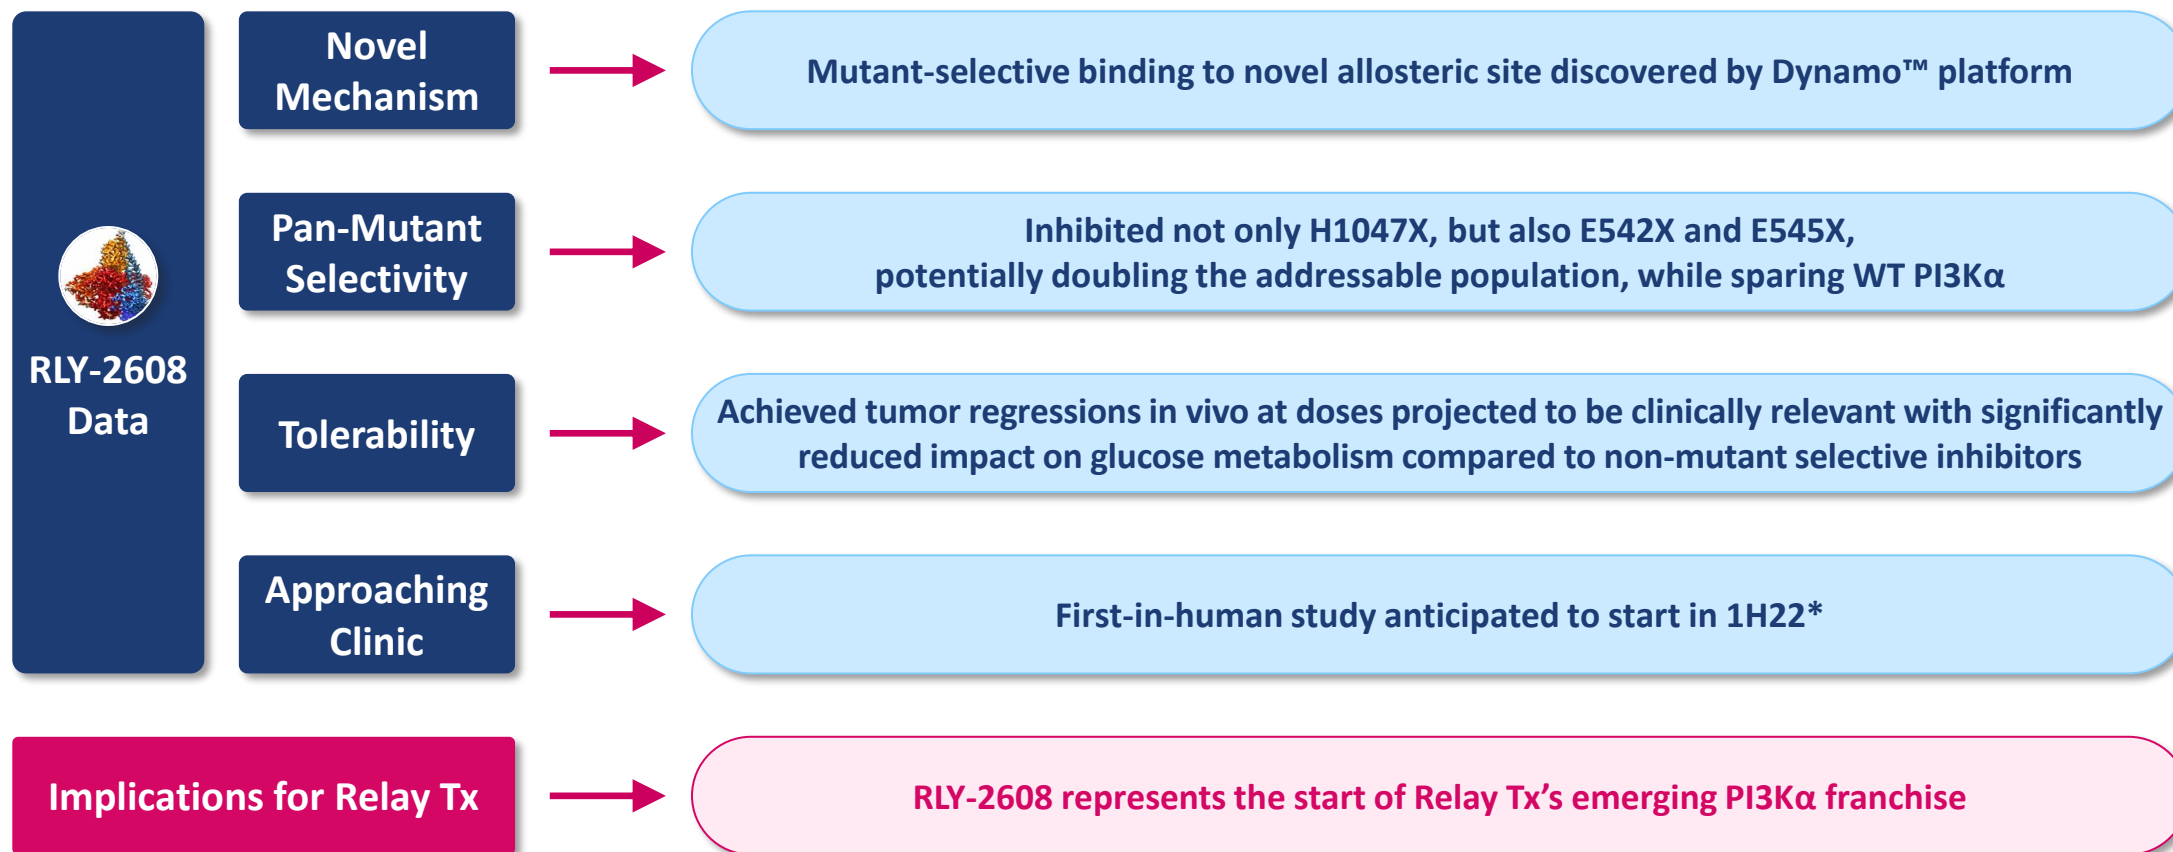 RLY-2608
Data
Novel
Mechanism
Mutant-selective binding to novel allosteric site discovered by Dynamo™ platform
Pan-Mutant
Selectivity
Inhibited not only H1047X, but also E542X and E545X,
potentially doubling the addressable population, while sparing WT PI3Kα
Tolerability
Achieved tumor regressions in vivo at doses projected to be clinically relevant with significantly
reduced impact on glucose metabolism compared to non-mutant selective inhibitors
Approaching
Clinic
First-in-human study anticipated to start in 1H22*
Implications for Relay Tx
RLY-2608 represents the start of Relay Tx’s emerging PI3Kα franchise